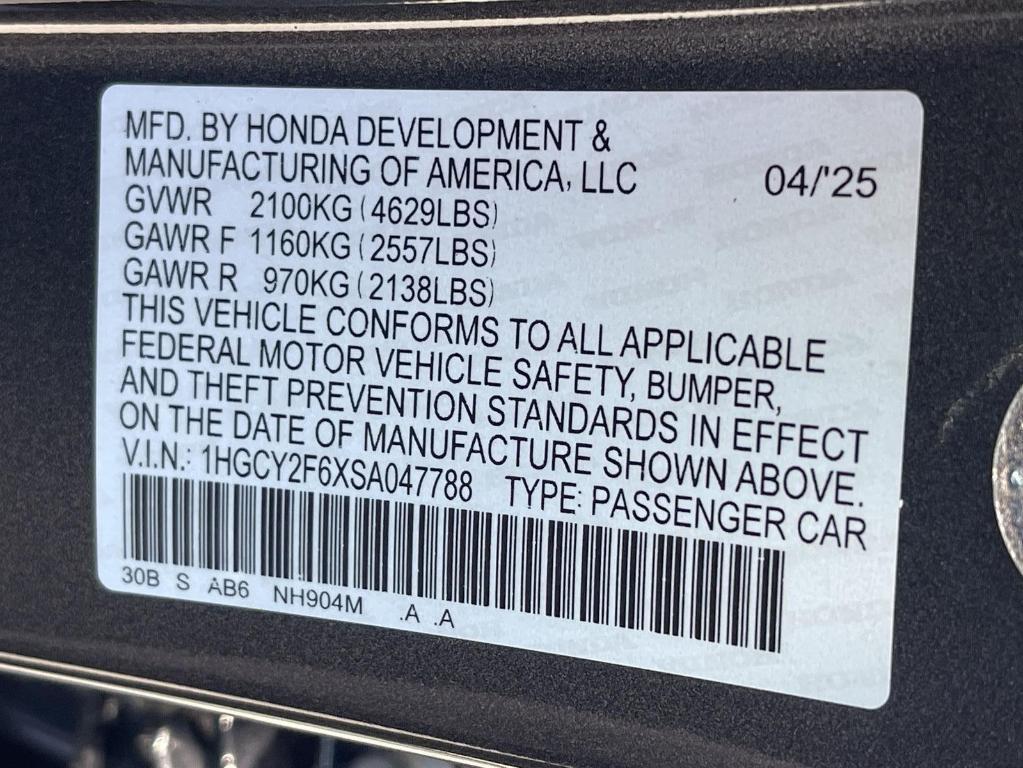 MFD. BY HONDA DEVELOPMENT &
MANUFACTURING OF AMERICA, LLC 04/'25
GVWR 2100KG (4629LBS)
GAWR F 1160KG (2557LBS)
GAWR R 970KG (2138LBS)
THIS VEHICLE CONFORMS TO ALL APPLICABLE
FEDERAL MOTOR VEHICLE SAFETY, BUMPER,
AND THEFT PREVENTION STANDARDS IN EFFECT
ON THE DATE OF MANUFACTURE SHOWN ABOVE.
V.I.N.: 1HGCY2F6XSA047788 TYPE: PASSENGER CAR
30B S AB6 NH904M .A .A